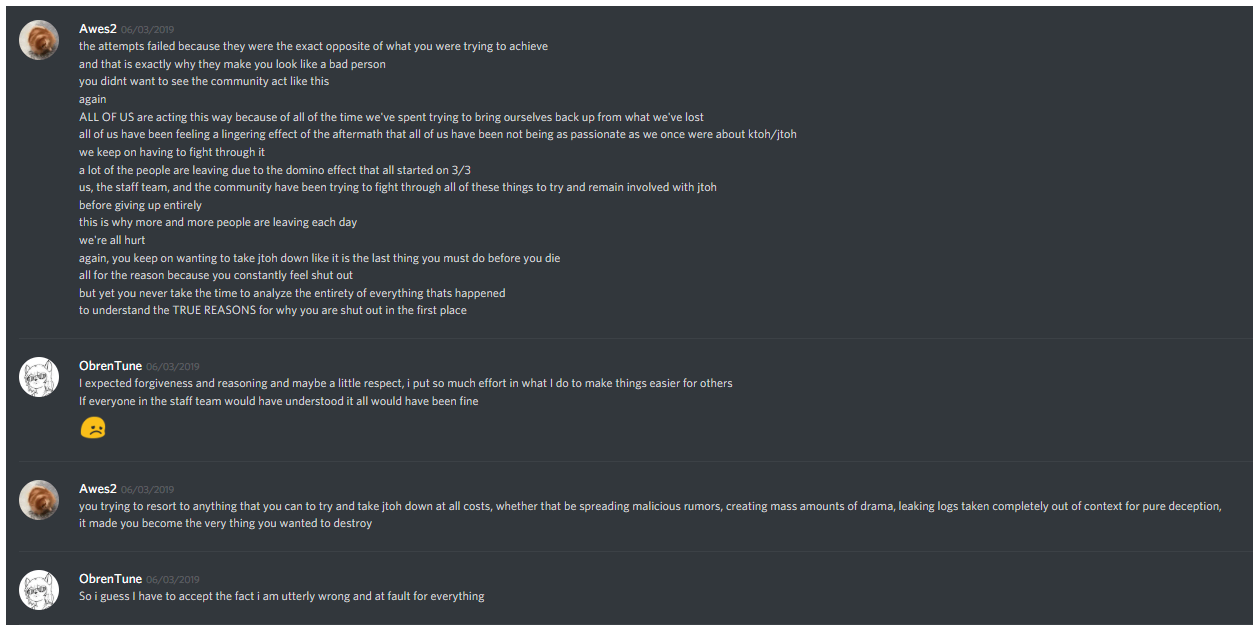 Awes2 06/03/2019
the attempts failed because they were the exact opposite of what you were trying to achieve
and that is exactly why they make you look like a bad person
you didnt want to see the community act like this
again
ALL OF US are acting this way because of all of the time we've spent trying to bring ourselves back up from what we've lost
all of us have been feeling a lingering effect of the aftermath that all of us have been not being as passionate as we once were about ktoh/jtoh
we keep on having to fight through it
a lot of the people are leaving due to the domino effect that all started on 3/3
us, the staff team, and the community have been trying to fight through all of these things to try and remain involved with jtoh
before giving up entirely
this is why more and more people are leaving each day
we're all hurt
again, you keep on wanting to take jtoh down like it is the last thing you must do before you die
all for the reason because you constantly feel shut out
but yet you never take the time to analyze the entirety of everything thats happened
to understand the TRUE REASONS for why you are shut out in the first place
ObrenTune 06/03/2019
I expected forgiveness and reasoning and maybe a little respect, i put so much effort in what I do to make things easier for others
If everyone in the staff team would have understood it all would have been fine
Awes2 06/03/2019
you trying to resort to anything that you can to try and take jtoh down at all costs, whether that be spreading malicious rumors, creating mass amounts of drama, leaking logs taken completely out of context for pure deception,
it made you become the very thing you wanted to destroy
ObrenTune 06/03/2019
So i guess I have to accept the fact i am utterly wrong and at fault for everything